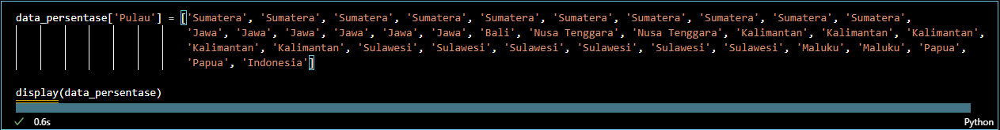 data_persentase['Pulau'] = ['Sumatera', 'Sumatera', 'Sumatera', 'Sumatera', 'Sumatera', 'Sumatera', 'Sumatera', 'Sumatera', 'Sumatera', 'Sumatera',
'Jawa', 'Jawa', 'Jawa', 'Jawa', 'Jawa', 'Jawa', 'Bali', 'Nusa Tenggara', 'Nusa Tenggara', 'Kalimantan', 'Kalimantan', 'Kalimantan',
'Kalimantan', 'Kalimantan', 'Sulawesi', 'Sulawesi', 'Sulawesi', 'Sulawesi', 'Sulawesi', 'Sulawesi', 'Maluku', 'Maluku', 'Papua',
'Papua', 'Indonesia']
display(data_persentase)
0.6s
Python